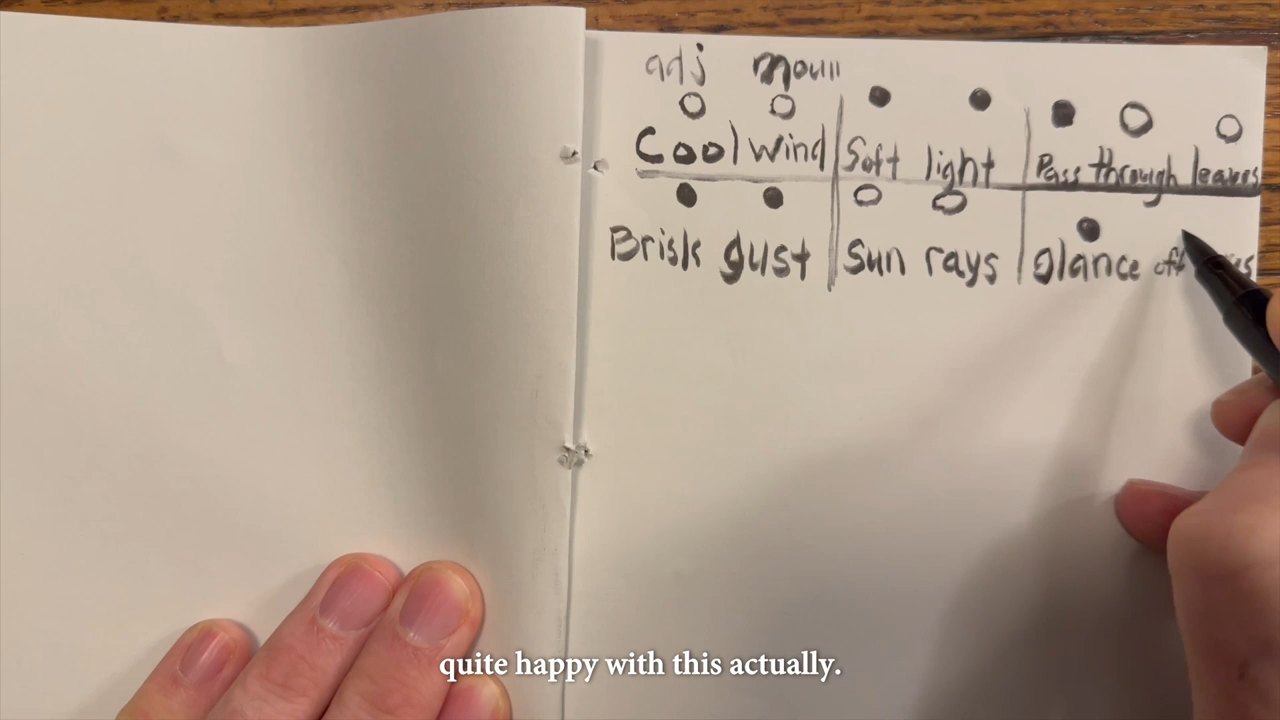 adj noun
Cool wind Soft light Pass through leaves
Brisk gust Sun rays glance off
quite happy with this actually.